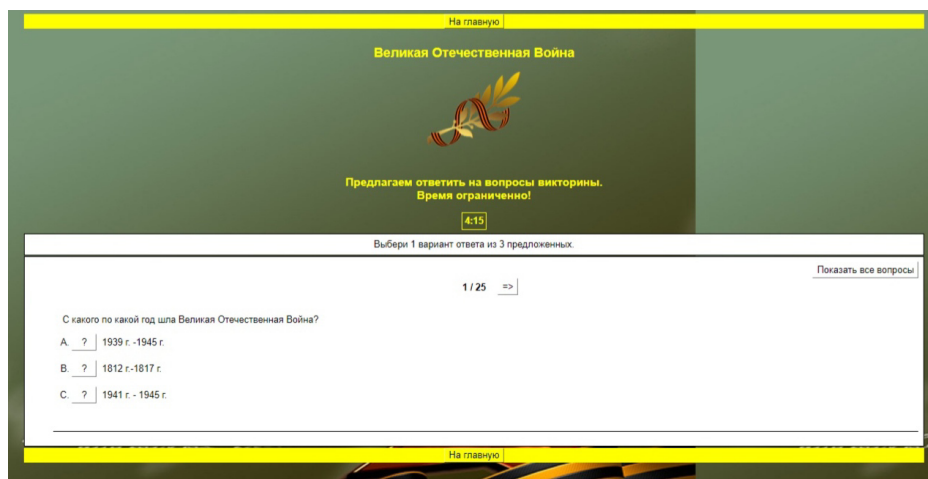 На главную
Великая Отечественная Война
Предлагаем ответить на вопросы викторины.
Время ограниченно!
4:15
Выбери 1 вариант ответа из 3 предложенных.
Показать все вопросы
1 / 25 =>
С какого по какой год шла Великая Отечественная Война?
A. ? 1939 г. -1945 г.
B. ? 1812 г.-1817 г.
C. ? 1941 г. - 1945 г.
На главную